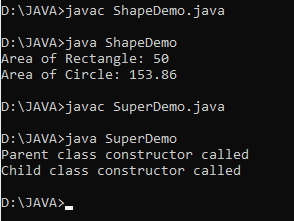 D:\JAVA>javac ShapeDemo.java
D:\JAVA>java ShapeDemo
Area of Rectangle: 50
Area of Circle: 153.86
D:\JAVA>javac SuperDemo.java
D:\JAVA>java SuperDemo
Parent class constructor called
Child class constructor called
D:\JAVA>